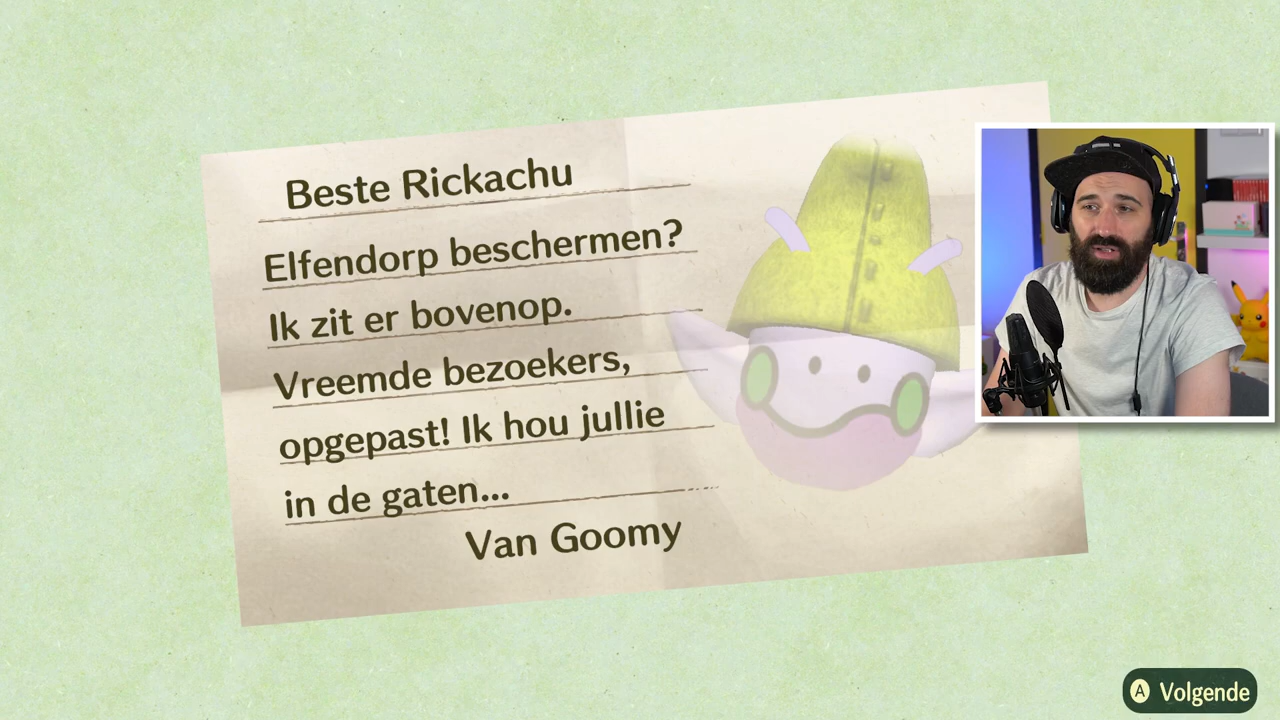 Beste Rickachu
Elfendorp beschermen?
Ik zit er bovenop.
Vreemde bezoekers,
opgepast! Ik hou jullie
in de gaten...
Van Goomy
A Volgende